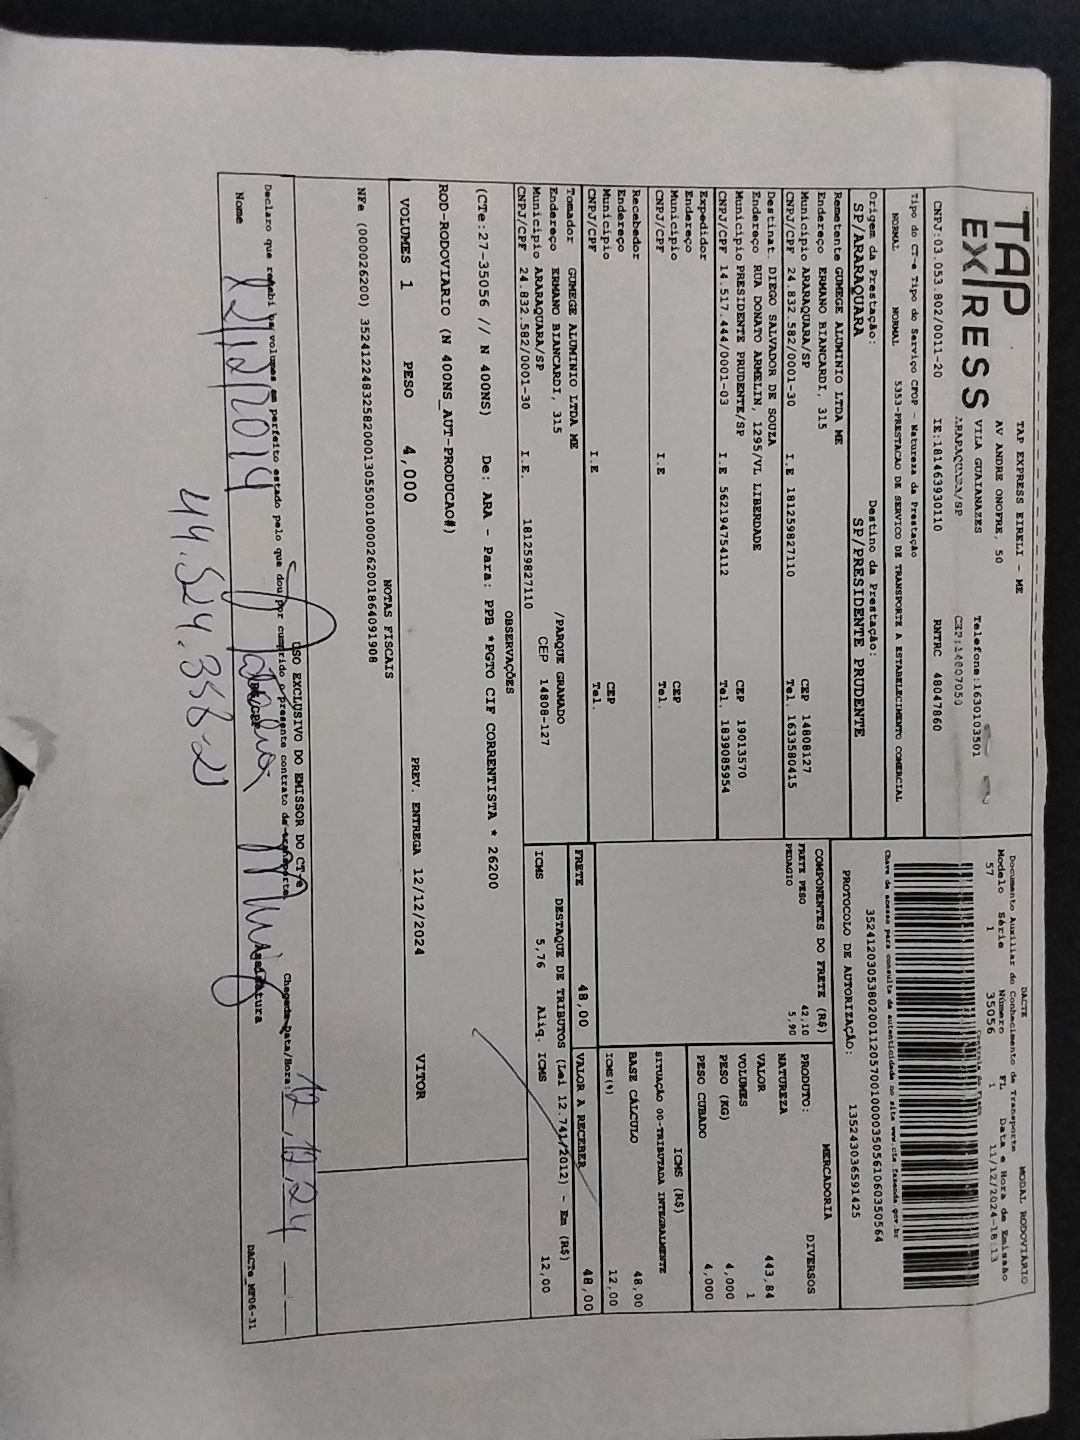 TAP EXPRESS
TAP EXPRESS EIRELI - ME
AV ANDRE ONOFRE, 50
VILA GUAIANAZES
ARARAQUARA/SP
Telefone:1630103501
CEP:14807050
CNPJ:03.053.802/0011-20 IE:181463930110 RNTRC 48047860
Tipo do CT-e Tipo do Serviço CFOP - Natureza da Prestação
NORMAL NORMAL 5353-PRESTACAO DE SERVICO DE TRANSPORTE A ESTABELECIMENTO COMERCIAL
Origem da Prestação: Destino da Prestação:
SP/ARARAQUARA SP/PRESIDENTE PRUDENTE
DACTE MODAL RODOVIÁRIO
Documento Auxiliar do Conhecimento de Transporte
Modelo Série Número FL Data e Hora de Emissão
57 1 35056 1 11/12/2024-18:13
Chave de acesso para consulta de autenticidade no site www.cte.fazenda.gov.br
35241203053802001120570010000350561060350564
PROTOCOLO DE AUTORIZAÇÃO: 135243036591425
Remetente GUMEGE ALUMINIO LTDA ME
Endereço ERMANO BIANCARDI, 315
Município ARARAQUARA/SP CEP 14808127
CNPJ/CPF 24.832.582/0001-30 I.E 181259827110 Tel. 1633580415
Destinat. DIEGO SALVADOR DE SOUZA
Endereço RUA DONATO ARMELIN, 1295/VL LIBERDADE
Município PRESIDENTE PRUDENTE/SP CEP 19013570
CNPJ/CPF 14.517.444/0001-03 I.E 562194754112 Tel. 1839085954
Expedidor
Endereço
Município CEP
CNPJ/CPF I.E Tel.
Recebedor
Endereço
Município CEP
CNPJ/CPF I.E Tel.
Tomador GUMEGE ALUMINIO LTDA ME
Endereço ERMANO BIANCARDI, 315 /PARQUE GRAMADO
Município ARARAQUARA/SP CEP 14808-127
CNPJ/CPF 24.832.582/0001-30 I.E. 181259827110
COMPONENTES DO FRETE (R$)
FRETE PESO 42,10
PEDAGIO 5,90
MERCADORIA
PRODUTO: DIVERSOS
NATUREZA
VALOR 443,84
VOLUMES 1
PESO (KG) 4,000
PESO CUBADO 4,000
ICMS (R$)
SITUAÇÃO 00-TRIBUTADA INTEGRALMENTE
BASE CÁLCULO 48,00
ICMS(%) 12,00
FRETE 48,00 VALOR A RECEBER 48,00
DESTAQUE DE TRIBUTOS (Lei 12.741/2012) - Em (R$)
ICMS 5,76 Aliq. ICMS 12,00
OBSERVAÇÕES
(CTe:27-35056 // N 400NS) De: ARA - Para: PPB *PGTO CIF CORRENTISTA * 26200
ROD-RODOVIARIO (N 400NS_AUT-PRODUCAO#)
VOLUMES 1 PESO 4,000 PREV. ENTREGA 12/12/2024 VITOR
NOTAS FISCAIS
NFe (000026200) 35241224832582000130550010000262001864091908
USO EXCLUSIVO DO EMISSOR DO CT-e
Declaro que recebi os volumes em perfeito estado pelo que dou por cumprido o presente contrato de transporte.
Chegada Data/Hora: 12,12,24
Nome RG/CPF Assinatura
DACTe_MF06-31